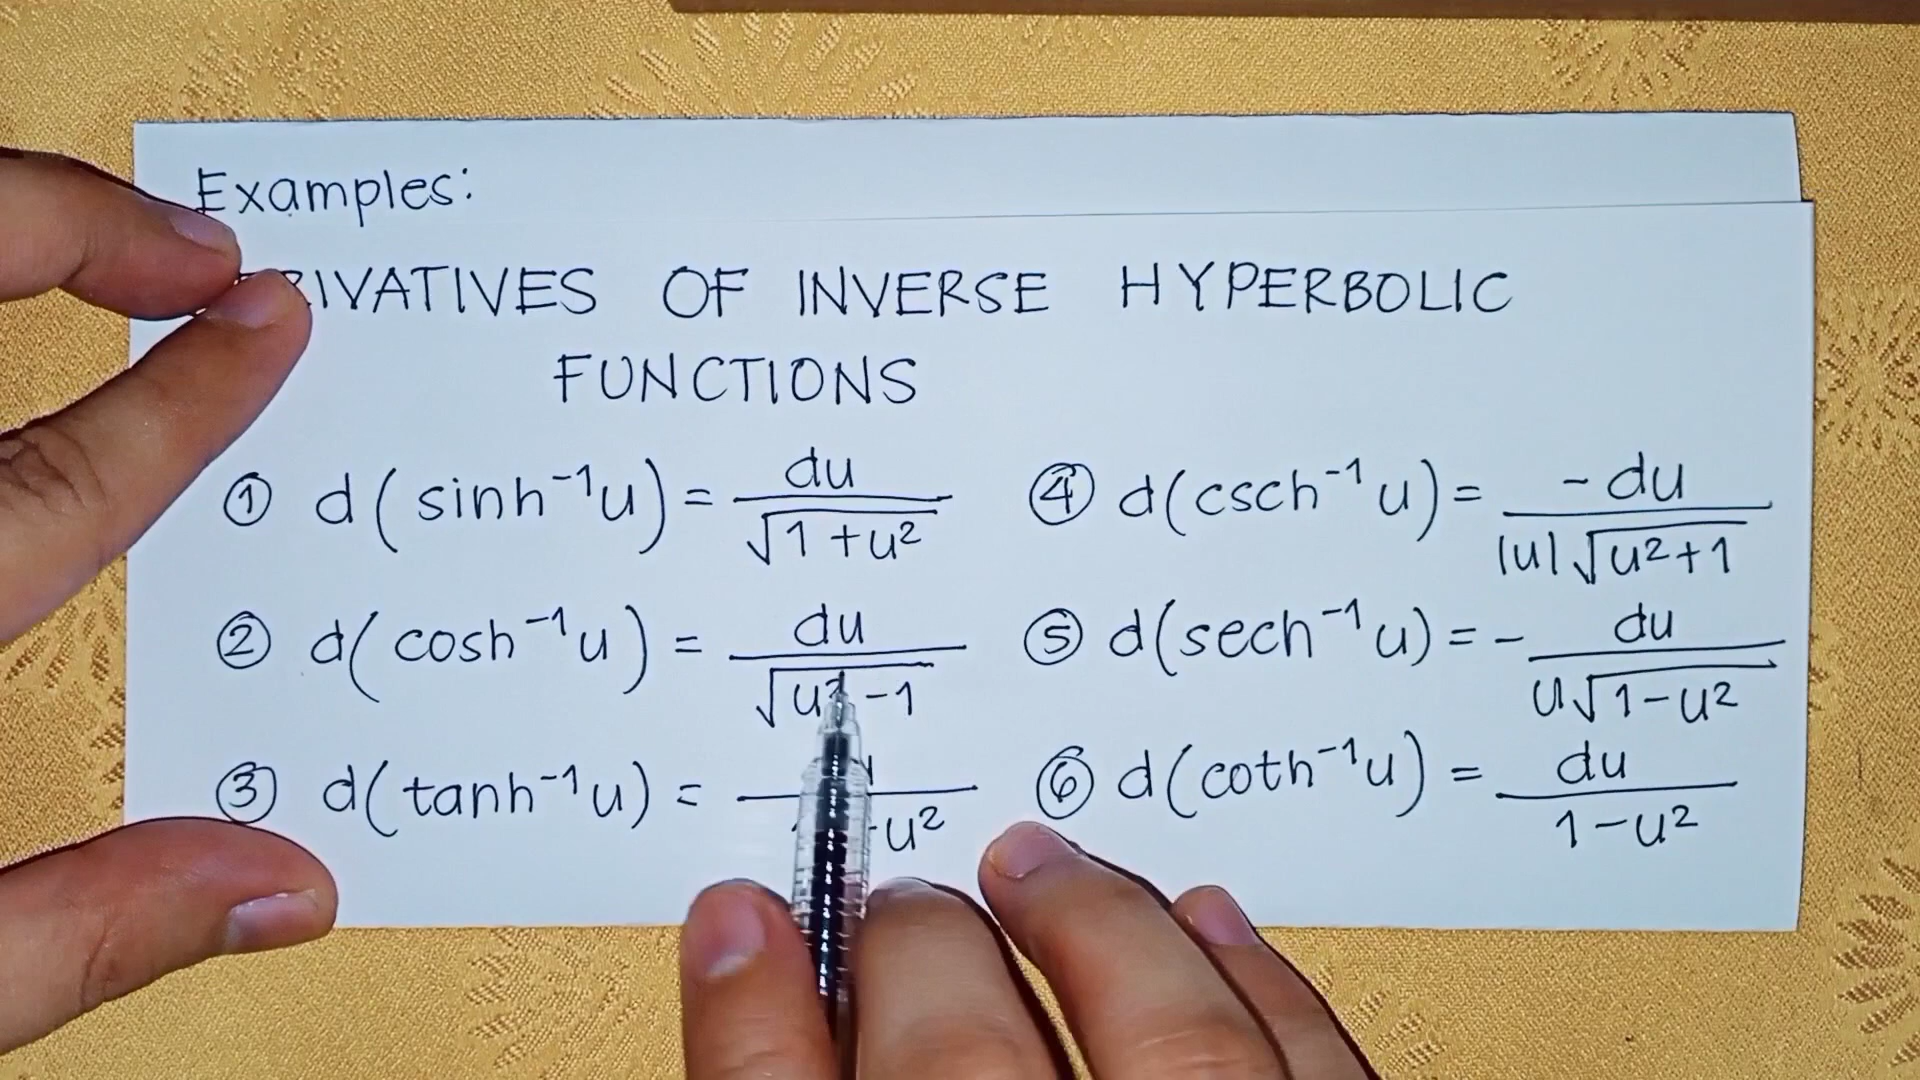 Examples:
RIVATIVES OF INVERSE HYPERBOLIC
FUNCTIONS
① d(sinh⁻¹u) = du/√(1+u²)
② d(cosh⁻¹u) = du/√(u²-1)
③ d(tanh⁻¹u) = -u²
④ d(csch⁻¹u) = -du/|u|√(u²+1)
⑤ d(sech⁻¹u) = - du/u√(1-u²)
⑥ d(coth⁻¹u) = du/1-u²